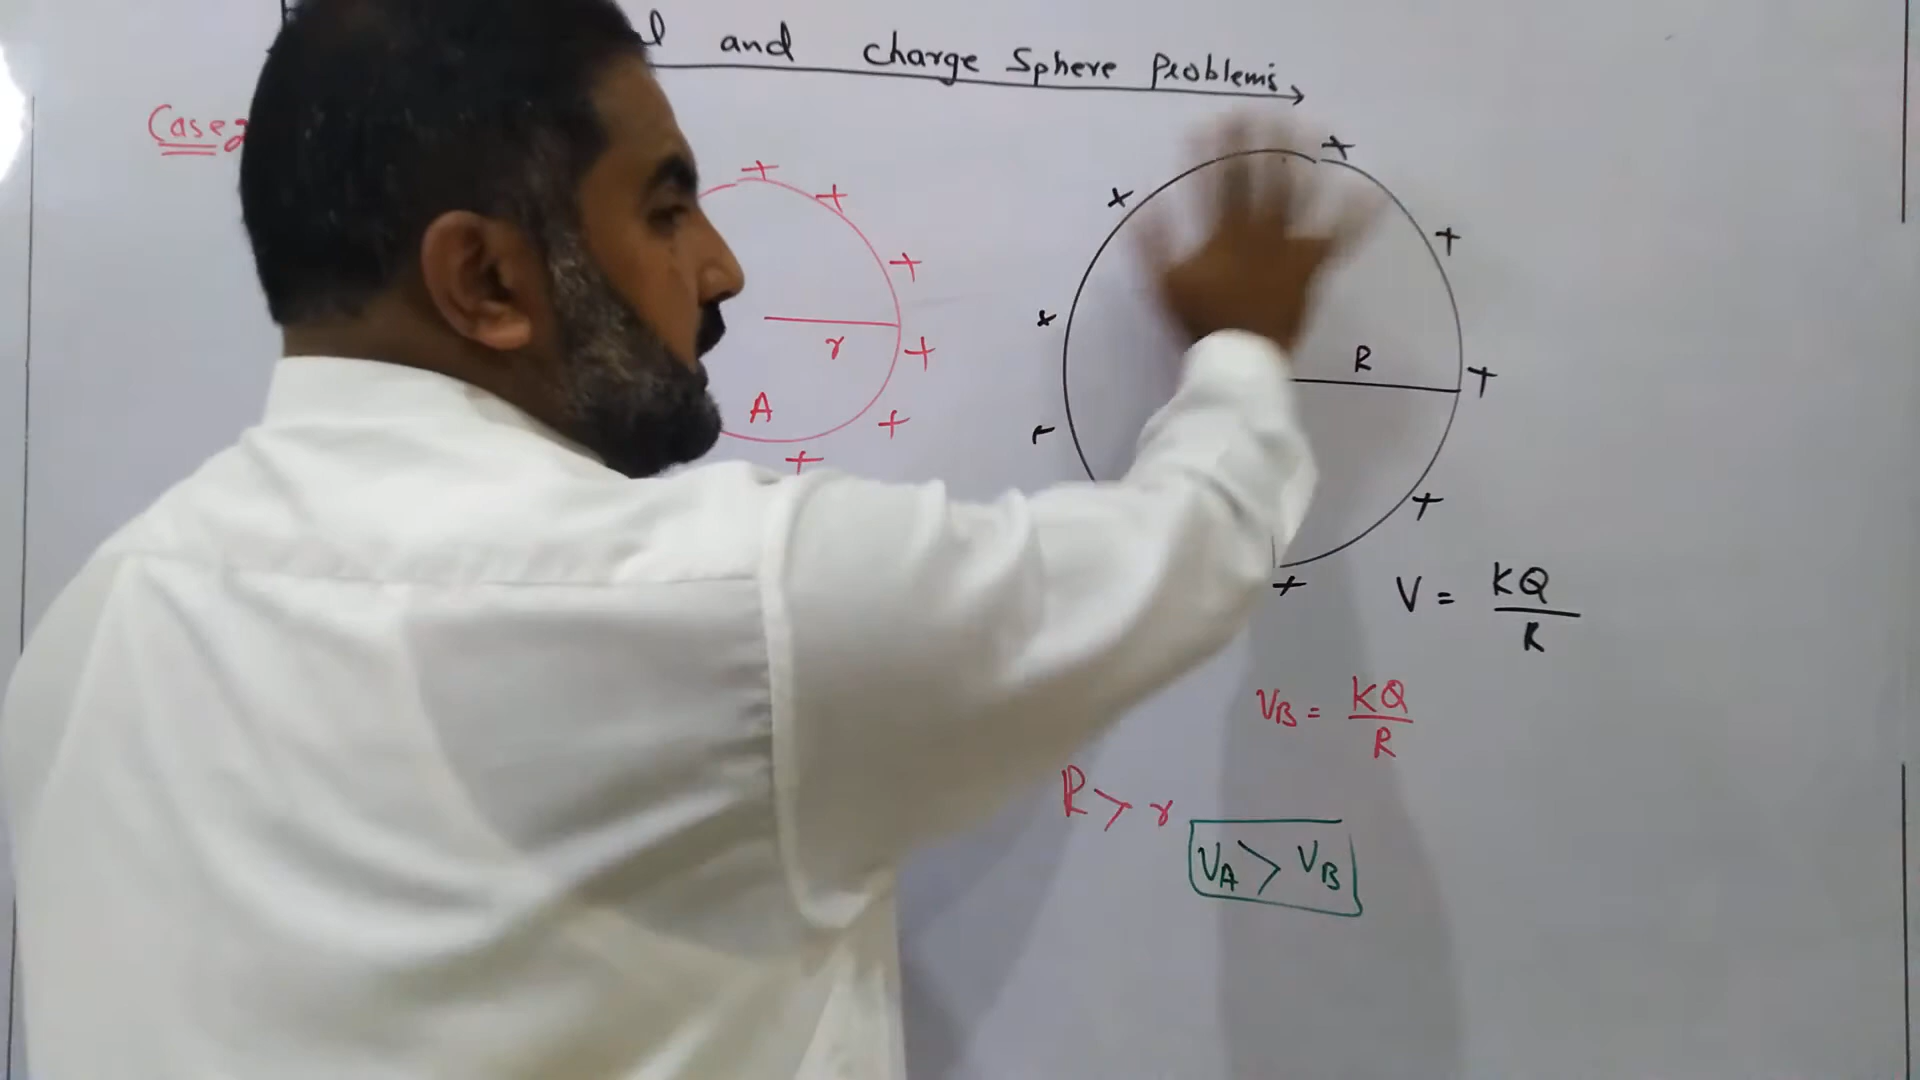 and charge Sphere Problems
Case
+ +
+
+
+
+
r
A
+
+
+
+
+
+
+
+
R
V = KQ
R
VB = KQ
R
R > r
VA > VB